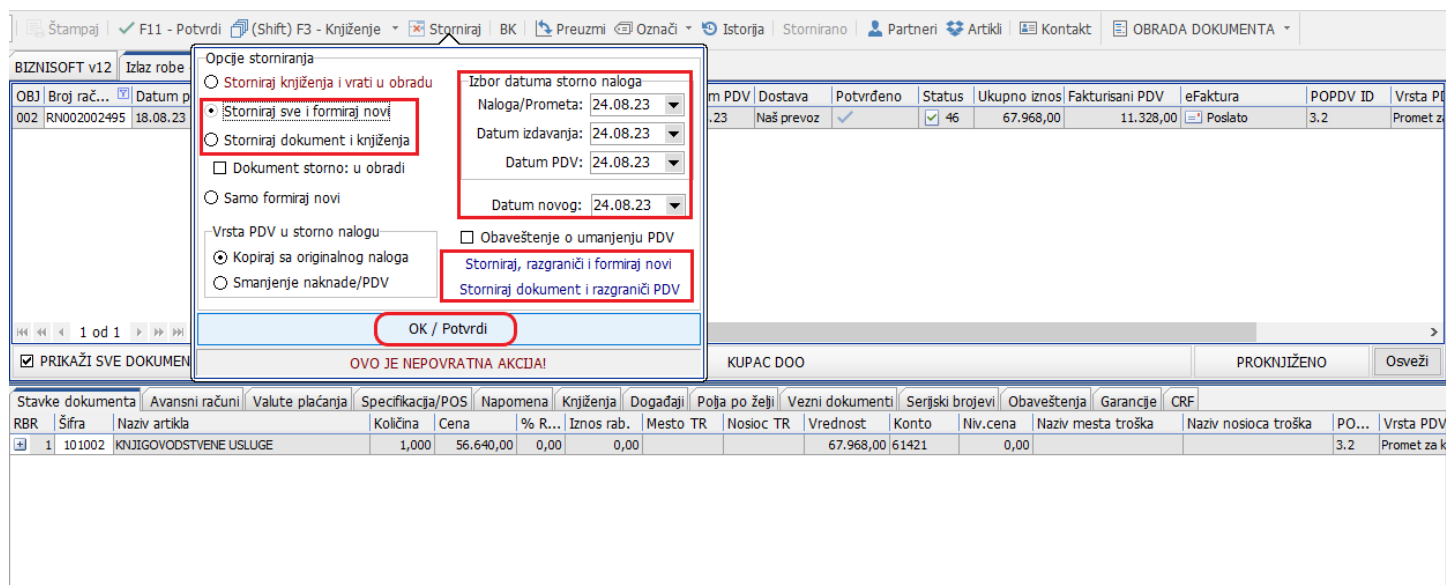 Štampaj F11 - Potvrdi (Shift) F3 - Knjiženje Storniraj BK Preuzmi Označi Istorija Stornirano Partneri Artikli Kontakt OBRADA DOKUMENTA
BIZNISOFT v12 Izlaz robe
OBJ Broj rač... Datum p m PDV Dostava Potvrđeno Status Ukupno iznos Fakturisani PDV eFaktura POPDV ID Vrsta PD
002 RN002002495 18.08.23 .23 Naš prevoz 46 67.968,00 11.328,00 Poslato 3.2 Promet za
Opcije storniranja
Storniraj knjiženja i vrati u obradu
Storniraj sve i formiraj novi
Storniraj dokument i knjiženja
Dokument storno: u obradi
Samo formiraj novi
Izbor datuma storno naloga
Naloga/Prometa: 24.08.23
Datum izdavanja: 24.08.23
Datum PDV: 24.08.23
Datum novog: 24.08.23
Vrsta PDV u storno nalogu
Kopiraj sa originalnog naloga
Smanjenje naknade/PDV
Obaveštenje o umanjenju PDV
Storniraj, razgraniči i formiraj novi
Storniraj dokument i razgraniči PDV
OK / Potvrdi
OVO JE NEPOVRATNA AKCIJA!
1 od 1
PRIKAŽI SVE DOKUMEN KUPAC DOO PROKNJIŽENO Osveži
Stavke dokumenta Avansni računi Valute plaćanja Specifikacija/POS Napomena Knjiženja Događaji Polja po želji Vezni dokumenti Serijski brojevi Obaveštenja Garancije CRF
RBR Šifra Naziv artikla Količina Cena % R... Iznos rab. Mesto TR Nosioc TR Vrednost Konto Niv.cena Naziv mesta troška Naziv nosioca troška PO... Vrsta PDV
1 101002 KNJIGOVODSTVENE USLUGE 1,000 56.640,00 0,00 0,00 67.968,00 61421 0,00 3.2 Promet za k